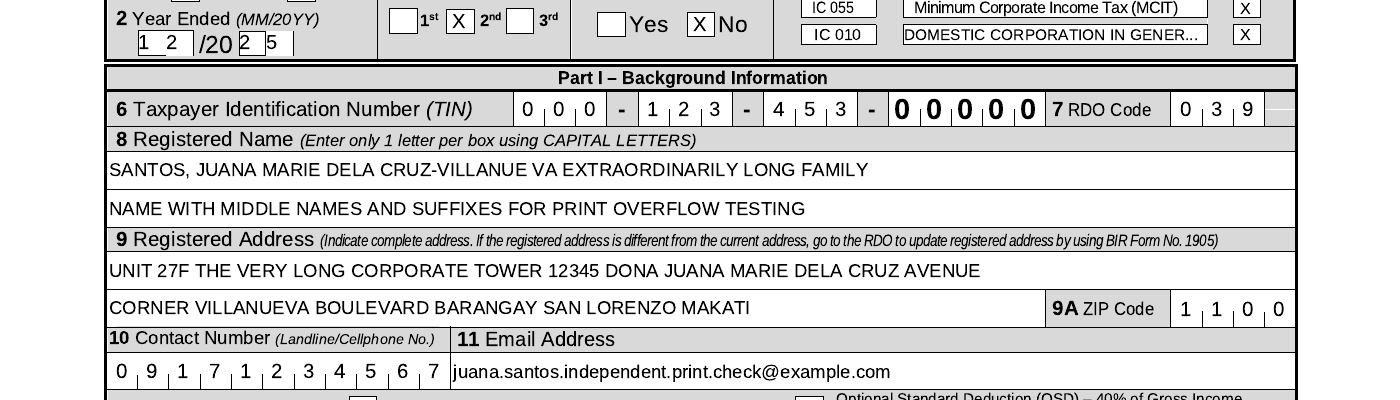 2 Year Ended (MM/20YY)
1 2 /20 2 5
1st X 2nd 3rd
Yes X No
IC 055 Minimum Corporate Income Tax (MCIT) X
IC 010 DOMESTIC CORPORATION IN GENER... X
Part I – Background Information
6 Taxpayer Identification Number (TIN) 0 0 0 - 1 2 3 - 4 5 3 - 0 0 0 0 0 7 RDO Code 0 3 9
8 Registered Name (Enter only 1 letter per box using CAPITAL LETTERS)
SANTOS, JUANA MARIE DELA CRUZ-VILLANUE VA EXTRAORDINARILY LONG FAMILY
NAME WITH MIDDLE NAMES AND SUFFIXES FOR PRINT OVERFLOW TESTING
9 Registered Address (Indicate complete address. If the registered address is different from the current address, go to the RDO to update registered address by using BIR Form No. 1905)
UNIT 27F THE VERY LONG CORPORATE TOWER 12345 DONA JUANA MARIE DELA CRUZ AVENUE
CORNER VILLANUEVA BOULEVARD BARANGAY SAN LORENZO MAKATI 9A ZIP Code 1 1 0 0
10 Contact Number (Landline/Cellphone No.) 11 Email Address
0 9 1 7 1 2 3 4 5 6 7 juana.santos.independent.print.check@example.com
Optional Standard Deduction (OSD) – 40% of Gross Income